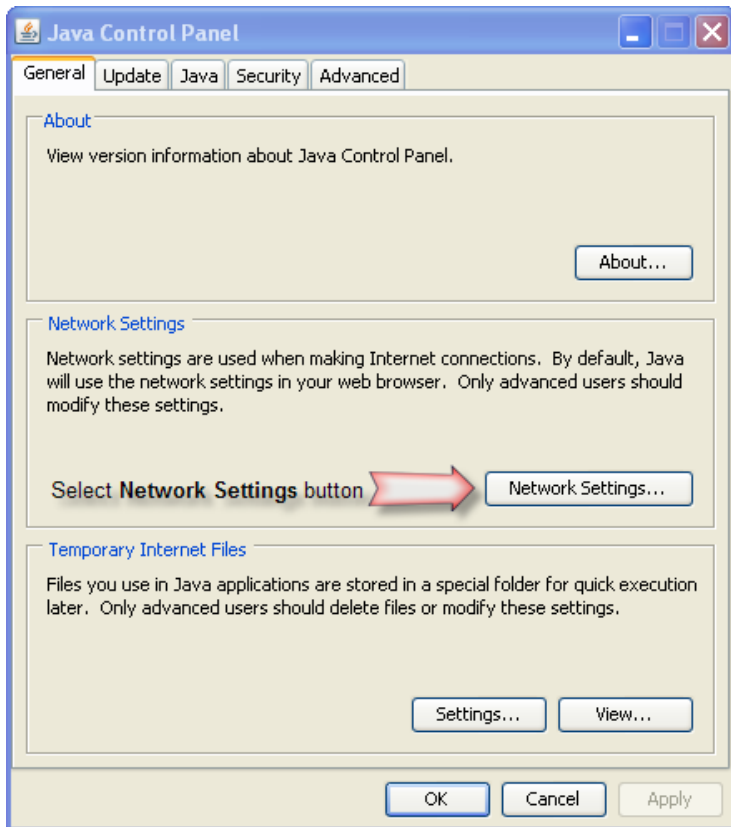 Java Control Panel
General Update Java Security Advanced
About
View version information about Java Control Panel.
About...
Network Settings
Network settings are used when making Internet connections. By default, Java
will use the network settings in your web browser. Only advanced users should
modify these settings.
Select Network Settings button
Network Settings...
Temporary Internet Files
Files you use in Java applications are stored in a special folder for quick execution
later. Only advanced users should delete files or modify these settings.
Settings... View...
OK Cancel Apply